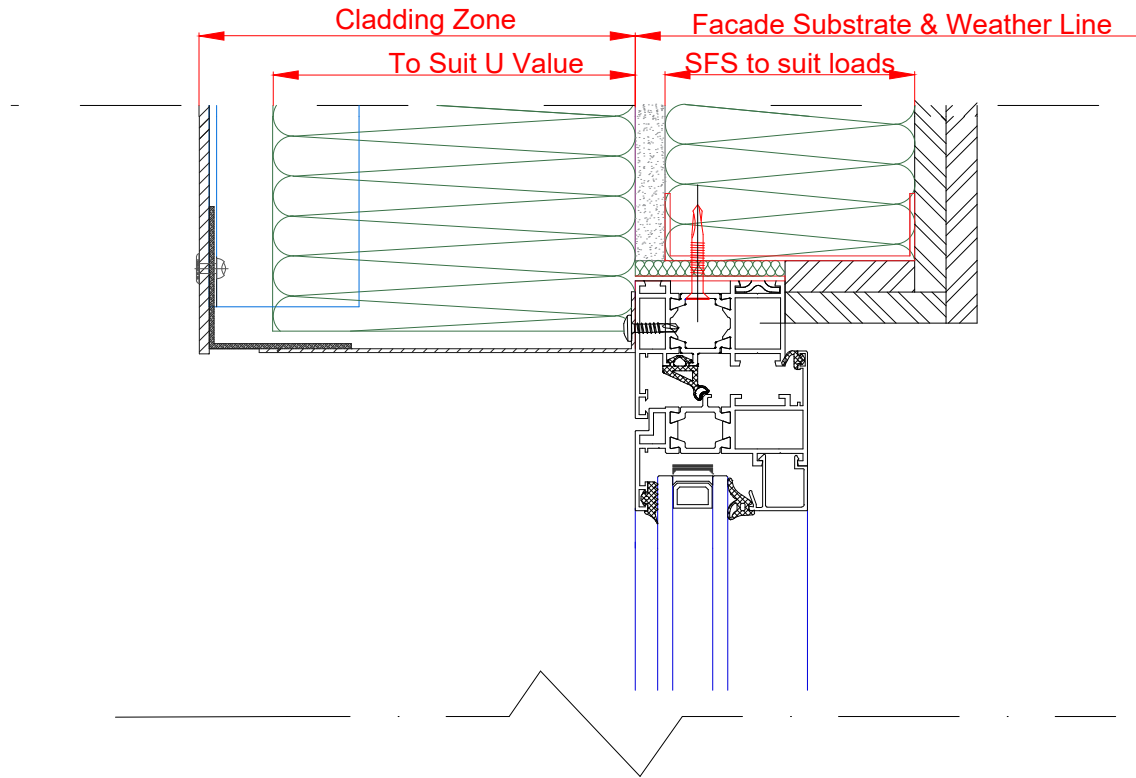 Cladding Zone
Facade Substrate & Weather Line
To Suit U Value
SFS to suit loads